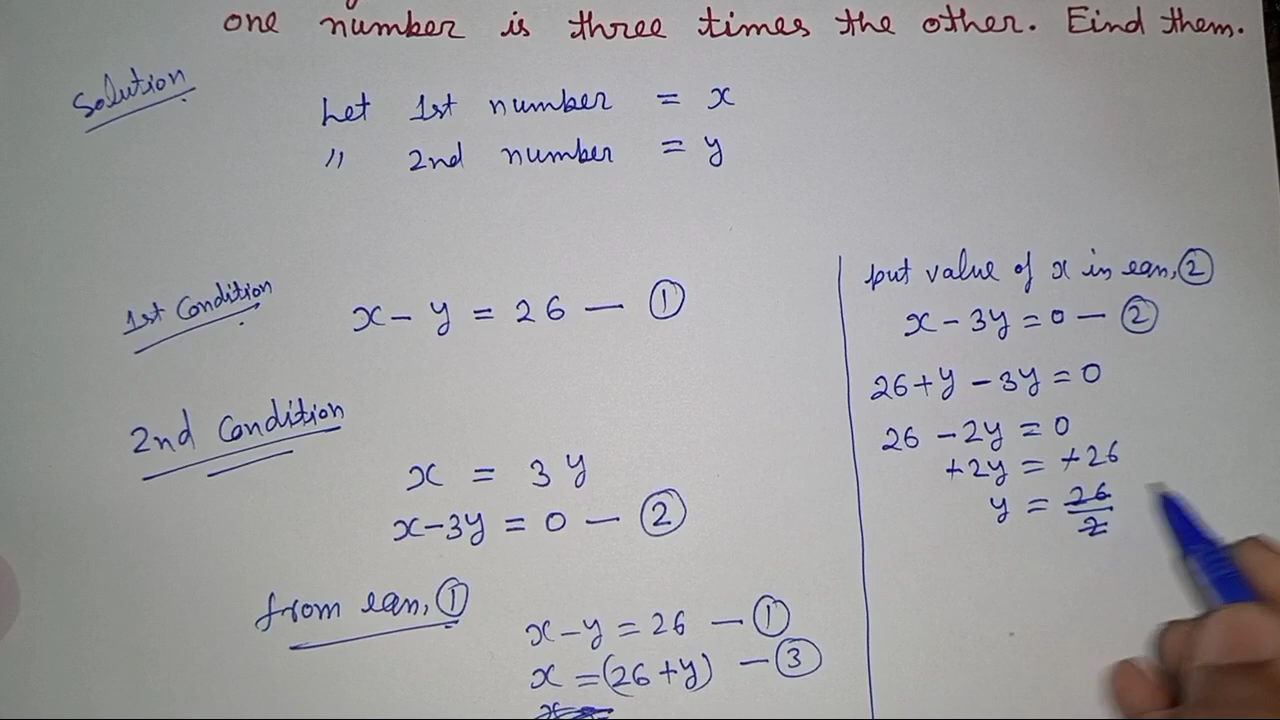 one number is three times the other. Eind them.
Solution
Let 1st number = x
〃 2nd number = y
1st Condition
x - y = 26 — ①
2nd Condition
x = 3y
x-3y = 0 — ②
from eqn, ①
x-y = 26 — ①
x = (26+y) — ③
put value of x in eqn, ②
x - 3y = 0 — ②
26+y - 3y = 0
26 - 2y = 0
+2y = +26
y = 26/2